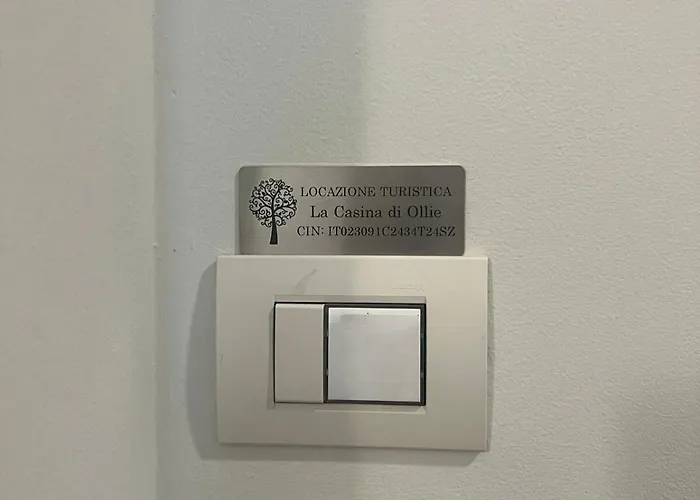 LOCAZIONE TURISTICA
La Casina di Ollie
CIN: IT023091C2434T24SZ